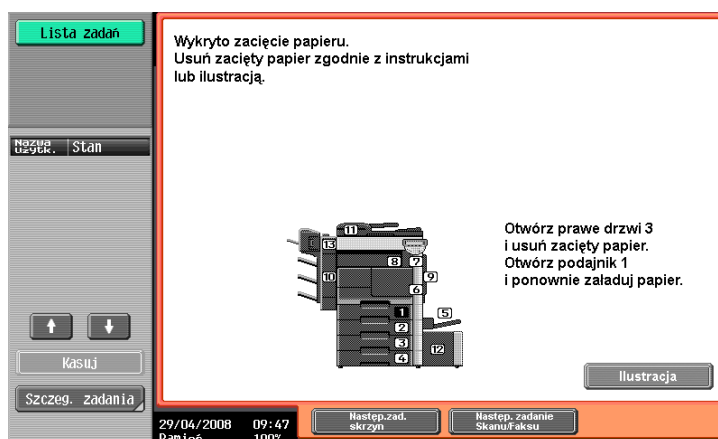 Lista zadań
Nazwa użytk.
Stan
Kasuj
Szczeg. zadania
Wykryto zacięcie papieru.
Usuń zacięty papier zgodnie z instrukcjami
lub ilustracją.
11
13
8
7
10
9
6
1
5
2
3
12
4
Otwórz prawe drzwi 3
i usuń zacięty papier.
Otwórz podajnik 1
i ponownie załaduj papier.
Ilustracja
29/04/2008 09:47
Pamięć 100%
Następ.zad.
skrzyn
Następ. zadanie
Skanu/Faksu